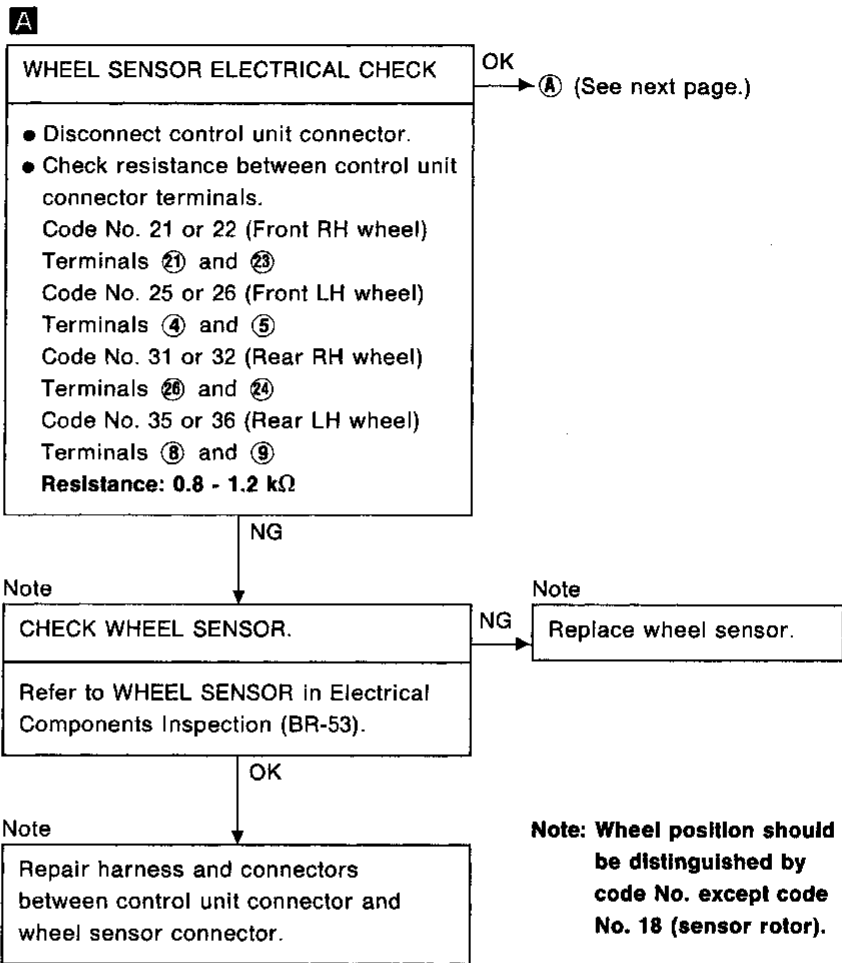 A
WHEEL SENSOR ELECTRICAL CHECK
OK
Ⓐ (See next page.)
● Disconnect control unit connector.
● Check resistance between control unit
connector terminals.
Code No. 21 or 22 (Front RH wheel)
Terminals ㉑ and ㉓
Code No. 25 or 26 (Front LH wheel)
Terminals ④ and ⑤
Code No. 31 or 32 (Rear RH wheel)
Terminals ㉖ and ㉔
Code No. 35 or 36 (Rear LH wheel)
Terminals ⑧ and ⑨
Resistance: 0.8 - 1.2 kΩ
NG
Note
CHECK WHEEL SENSOR.
Refer to WHEEL SENSOR in Electrical
Components Inspection (BR-53).
NG
Note
Replace wheel sensor.
OK
Note
Repair harness and connectors
between control unit connector and
wheel sensor connector.
Note: Wheel position should
be distinguished by
code No. except code
No. 18 (sensor rotor).